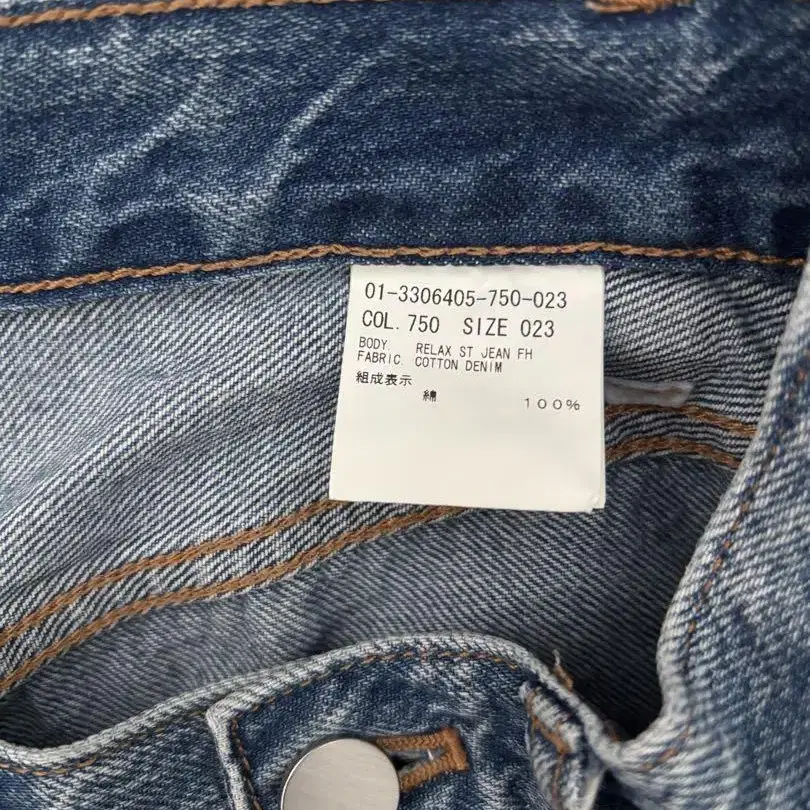 01-3306405-750-023
COL. 750 SIZE 023
BODY. RELAX ST JEAN FH
FABRIC. COTTON DENIM
組成表示
綿 100%